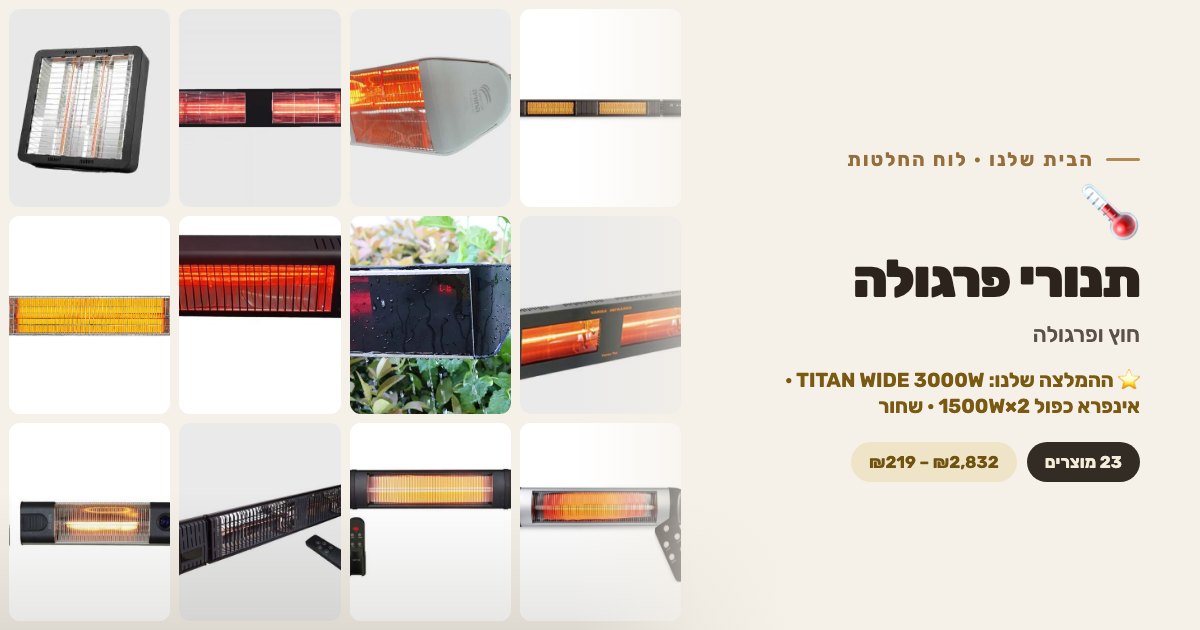 הבית שלנו • לוח החלטות
תנורי פרגולה
חוץ ופרגולה
⭐ ההמלצה שלנו: TITAN WIDE 3000W •
אינפרא כפול 2×1500W • שחור
23 מוצרים
₪219 – ₪2,832